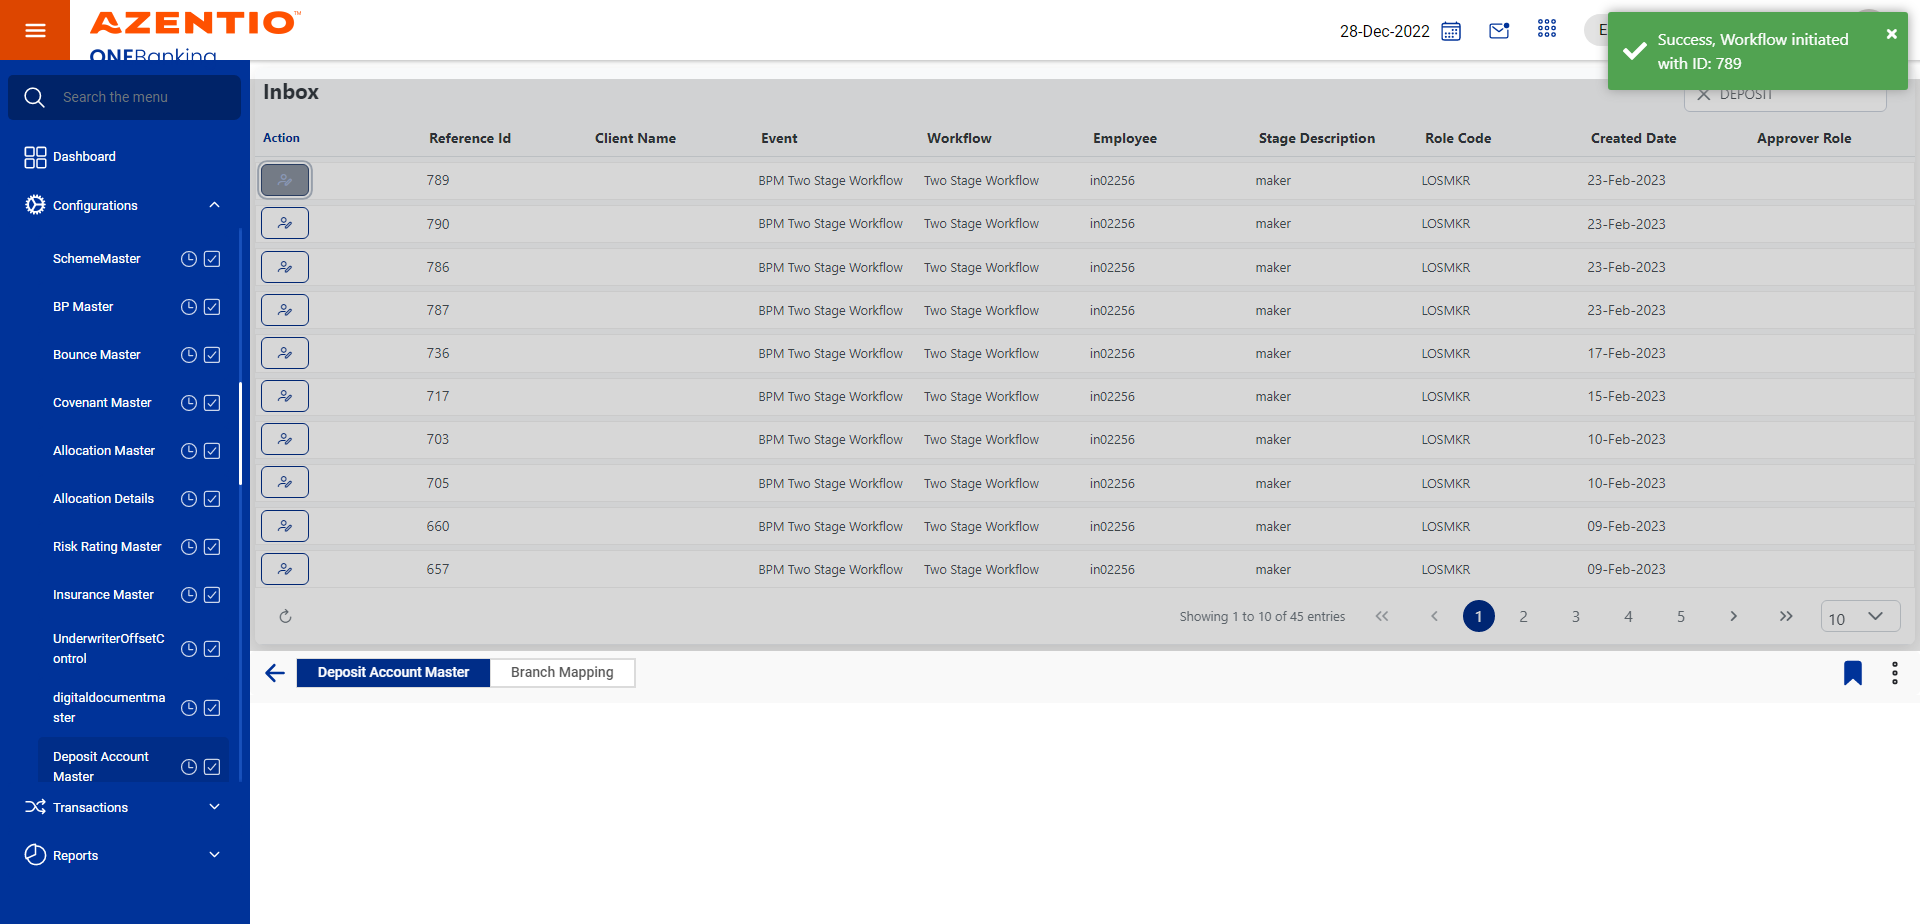 AZENTIO™
ONEBanking
28-Dec-2022
E
Success, Workflow initiated
with ID: 789
Search the menu
Dashboard
Configurations
SchemeMaster
BP Master
Bounce Master
Covenant Master
Allocation Master
Allocation Details
Risk Rating Master
Insurance Master
UnderwriterOffsetC
ontrol
digitaldocumentma
ster
Deposit Account
Master
Transactions
Reports
Inbox
DEPOSIT
Action Reference Id Client Name Event Workflow Employee Stage Description Role Code Created Date Approver Role
789 BPM Two Stage Workflow Two Stage Workflow in02256 maker LOSMKR 23-Feb-2023
790 BPM Two Stage Workflow Two Stage Workflow in02256 maker LOSMKR 23-Feb-2023
786 BPM Two Stage Workflow Two Stage Workflow in02256 maker LOSMKR 23-Feb-2023
787 BPM Two Stage Workflow Two Stage Workflow in02256 maker LOSMKR 23-Feb-2023
736 BPM Two Stage Workflow Two Stage Workflow in02256 maker LOSMKR 17-Feb-2023
717 BPM Two Stage Workflow Two Stage Workflow in02256 maker LOSMKR 15-Feb-2023
703 BPM Two Stage Workflow Two Stage Workflow in02256 maker LOSMKR 10-Feb-2023
705 BPM Two Stage Workflow Two Stage Workflow in02256 maker LOSMKR 10-Feb-2023
660 BPM Two Stage Workflow Two Stage Workflow in02256 maker LOSMKR 09-Feb-2023
657 BPM Two Stage Workflow Two Stage Workflow in02256 maker LOSMKR 09-Feb-2023
Showing 1 to 10 of 45 entries « ‹ 1 2 3 4 5 › » 10
Deposit Account Master Branch Mapping